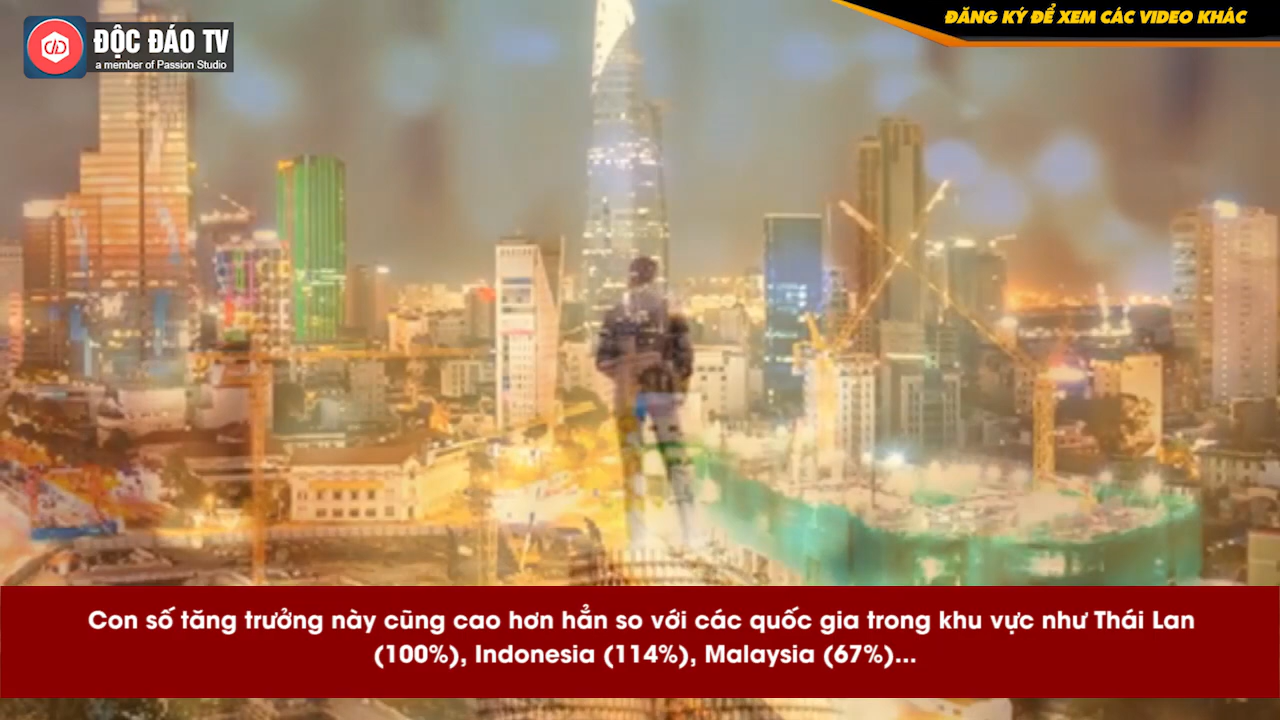 ĐỘC ĐÁO TV
a member of Passion Studio
ĐĂNG KÝ ĐỂ XEM CÁC VIDEO KHÁC
Con số tăng trưởng này cũng cao hơn hẳn so với các quốc gia trong khu vực như Thái Lan
(100%), Indonesia (114%), Malaysia (67%)...